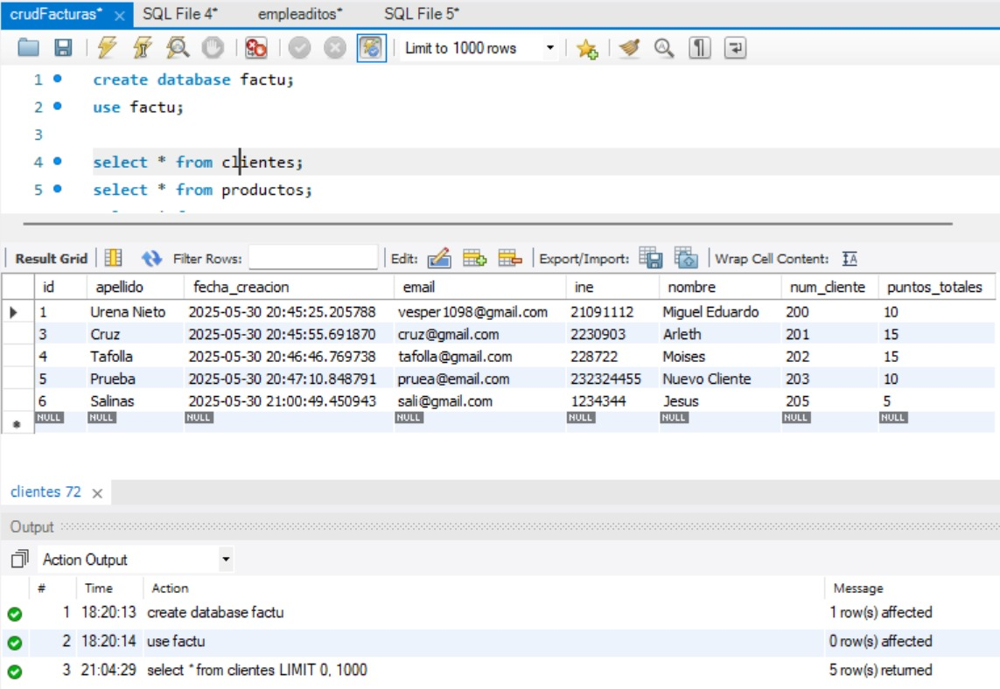 crudFacturas* SQL File 4* empleaditos* SQL File 5*
Limit to 1000 rows
1 create database factu;
2 use factu;
3
4 select * from clientes;
5 select * from productos;
Result Grid Filter Rows: Edit: Export/Import: Wrap Cell Content: IA
id apellido fecha_creacion email ine nombre num_cliente puntos_totales
1 Urena Nieto 2025-05-30 20:45:25.205788 vesper1098@gmail.com 21091112 Miguel Eduardo 200 10
3 Cruz 2025-05-30 20:45:55.691870 cruz@gmail.com 2230903 Arleth 201 15
4 Tafolla 2025-05-30 20:46:46.769738 tafolla@gmail.com 228722 Moises 202 15
5 Prueba 2025-05-30 20:47:10.848791 pruea@email.com 232324455 Nuevo Cliente 203 10
6 Salinas 2025-05-30 21:00:49.450943 sali@gmail.com 1234344 Jesus 205 5
NULL NULL NULL NULL NULL NULL NULL NULL
clientes 72
Output
Action Output
# Time Action Message
1 18:20:13 create database factu 1 row(s) affected
2 18:20:14 use factu 0 row(s) affected
3 21:04:29 select * from clientes LIMIT 0, 1000 5 row(s) returned